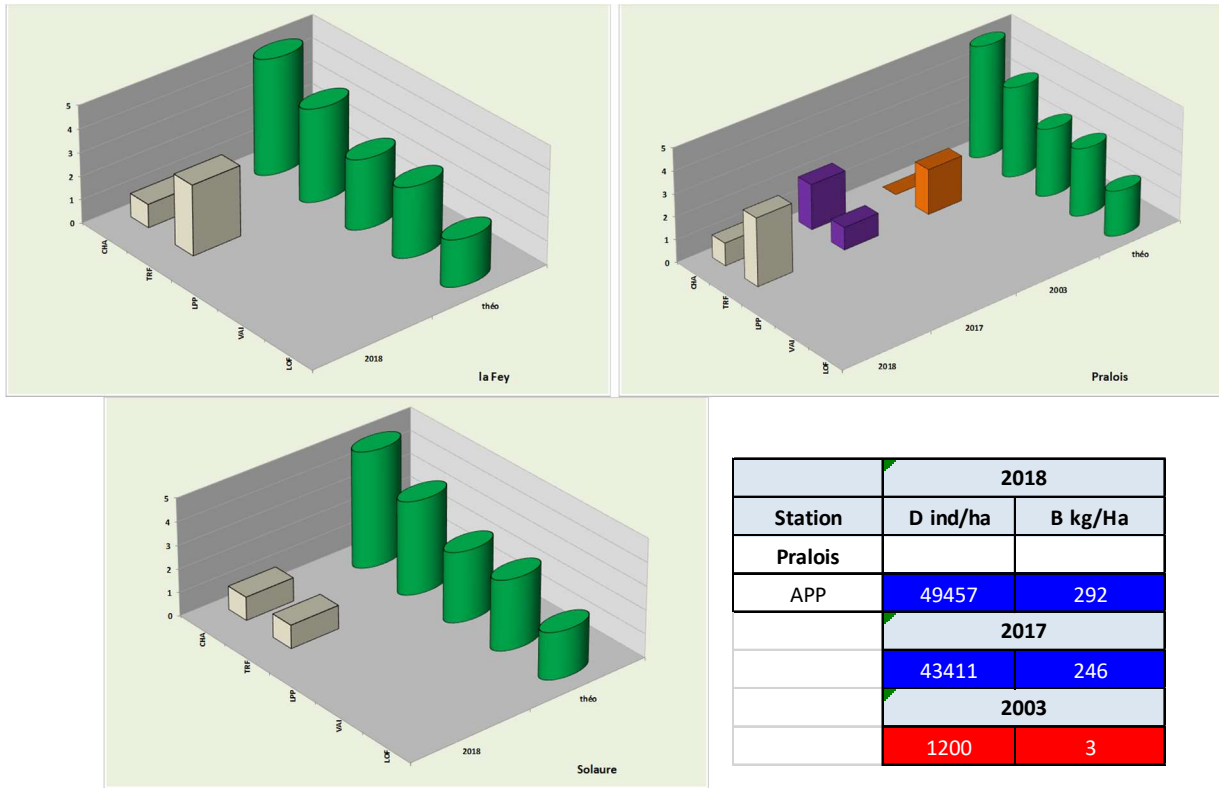 5
4
3
2
1
0
CHA
TRF
LPP
VAI
LOF
2018
théo
la Fey
5
4
3
2
1
0
CHA
TRF
LPP
VAI
LOF
2018
2017
2003
théo
Pralois
5
4
3
2
1
0
CHA
TRF
LPP
VAI
LOF
2018
théo
Solaure
2018
Station D ind/ha B kg/Ha
Pralois
APP 49457 292
2017
43411 246
2003
1200 3